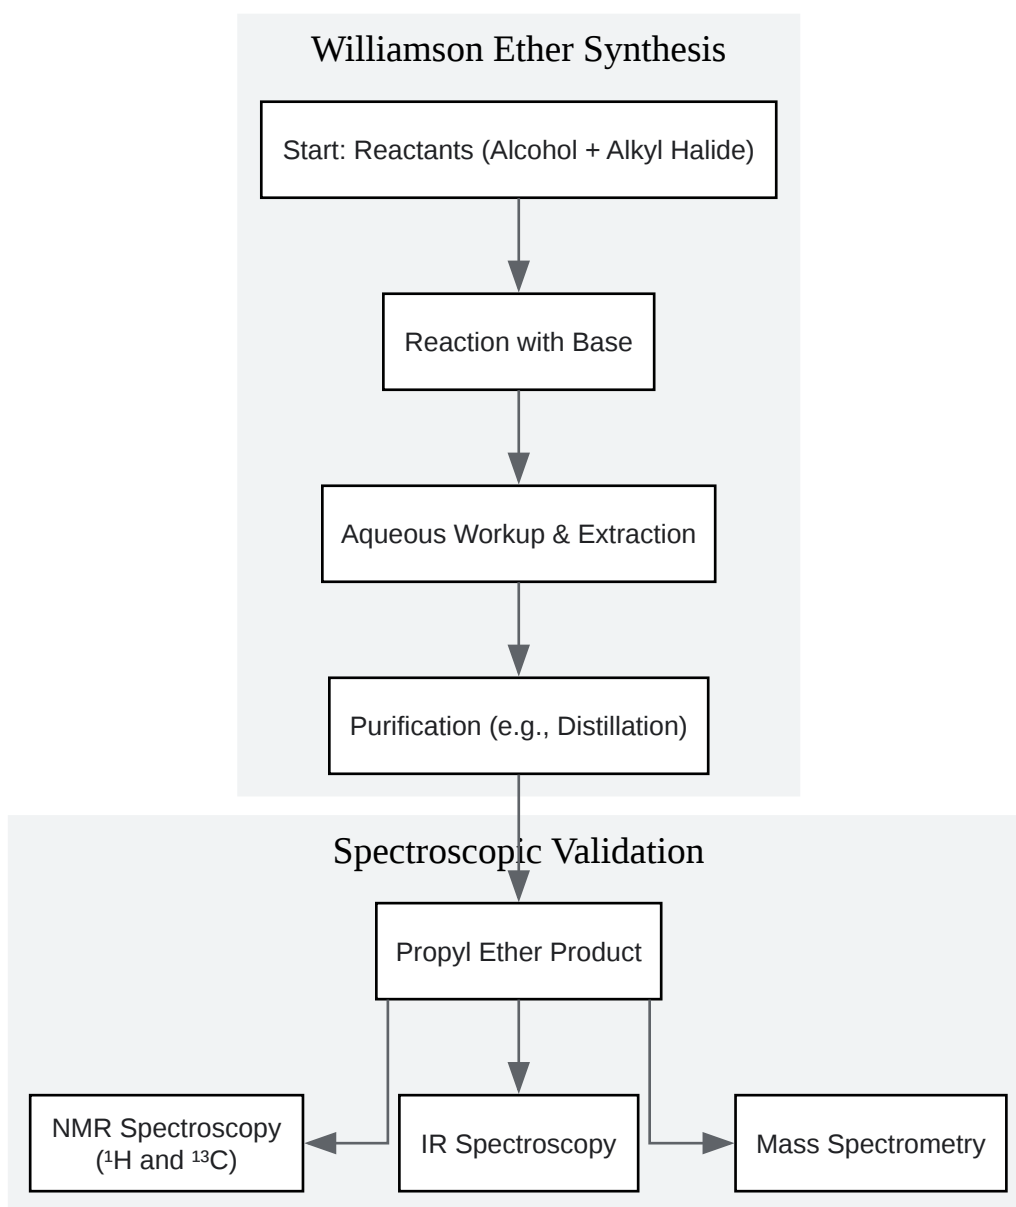 Williamson Ether Synthesis
Start: Reactants (Alcohol + Alkyl Halide)
Reaction with Base
Aqueous Workup & Extraction
Purification (e.g., Distillation)
Spectroscopic Validation
Propyl Ether Product
NMR Spectroscopy
(¹H and ¹³C)
IR Spectroscopy
Mass Spectrometry